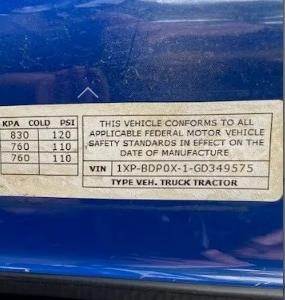 KPA COLD PSI
830 120
760 110
760 110
THIS VEHICLE CONFORMS TO ALL
APPLICABLE FEDERAL MOTOR VEHICLE
SAFETY STANDARDS IN EFFECT ON THE
DATE OF MANUFACTURE
VIN 1XP-BDP0X-1-GD349575
TYPE VEH. TRUCK TRACTOR